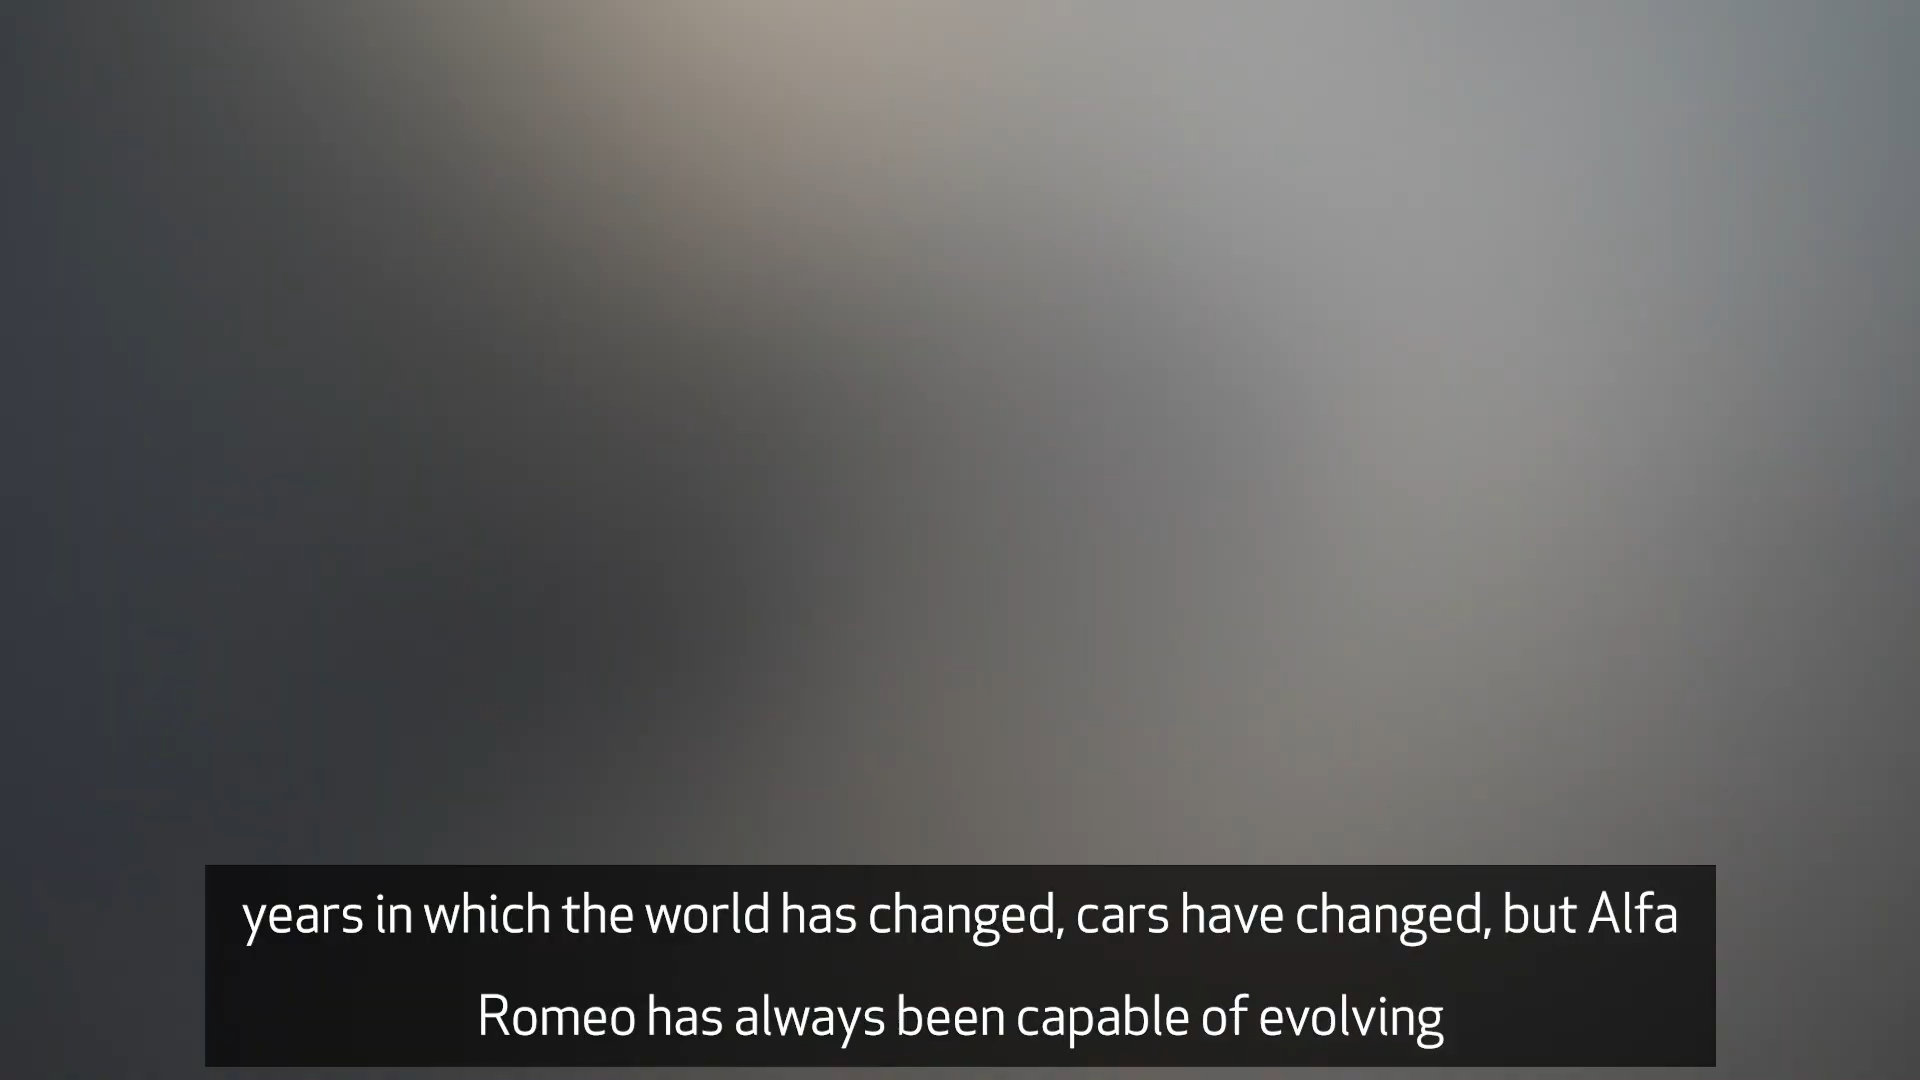 years in which the world has changed, cars have changed, but Alfa
Romeo has always been capable of evolving